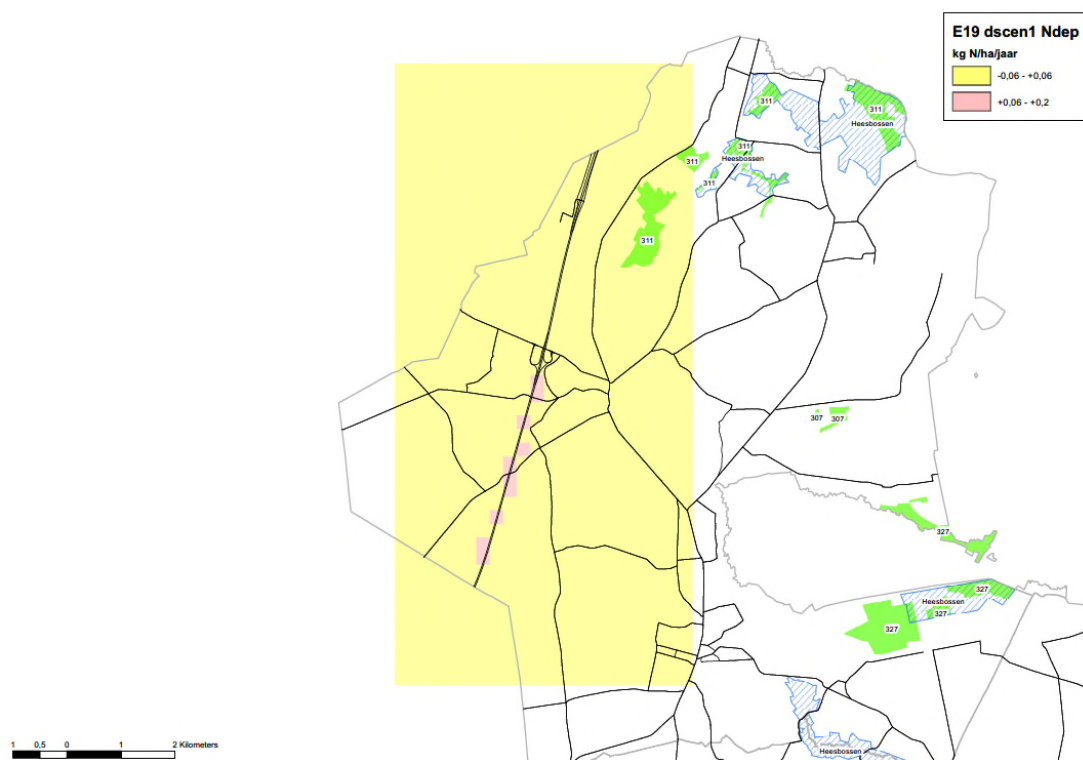 E19 dscen1 Ndep
kg N/ha/jaar
-0,06 - +0,06
+0,06 - +0,2
311
311
Heesbossen
311
Heesbossen
311
311
311
307
307
327
327
Heesbossen
327
327
Heesbossen
1 0,5 0 1 2 Kilometers